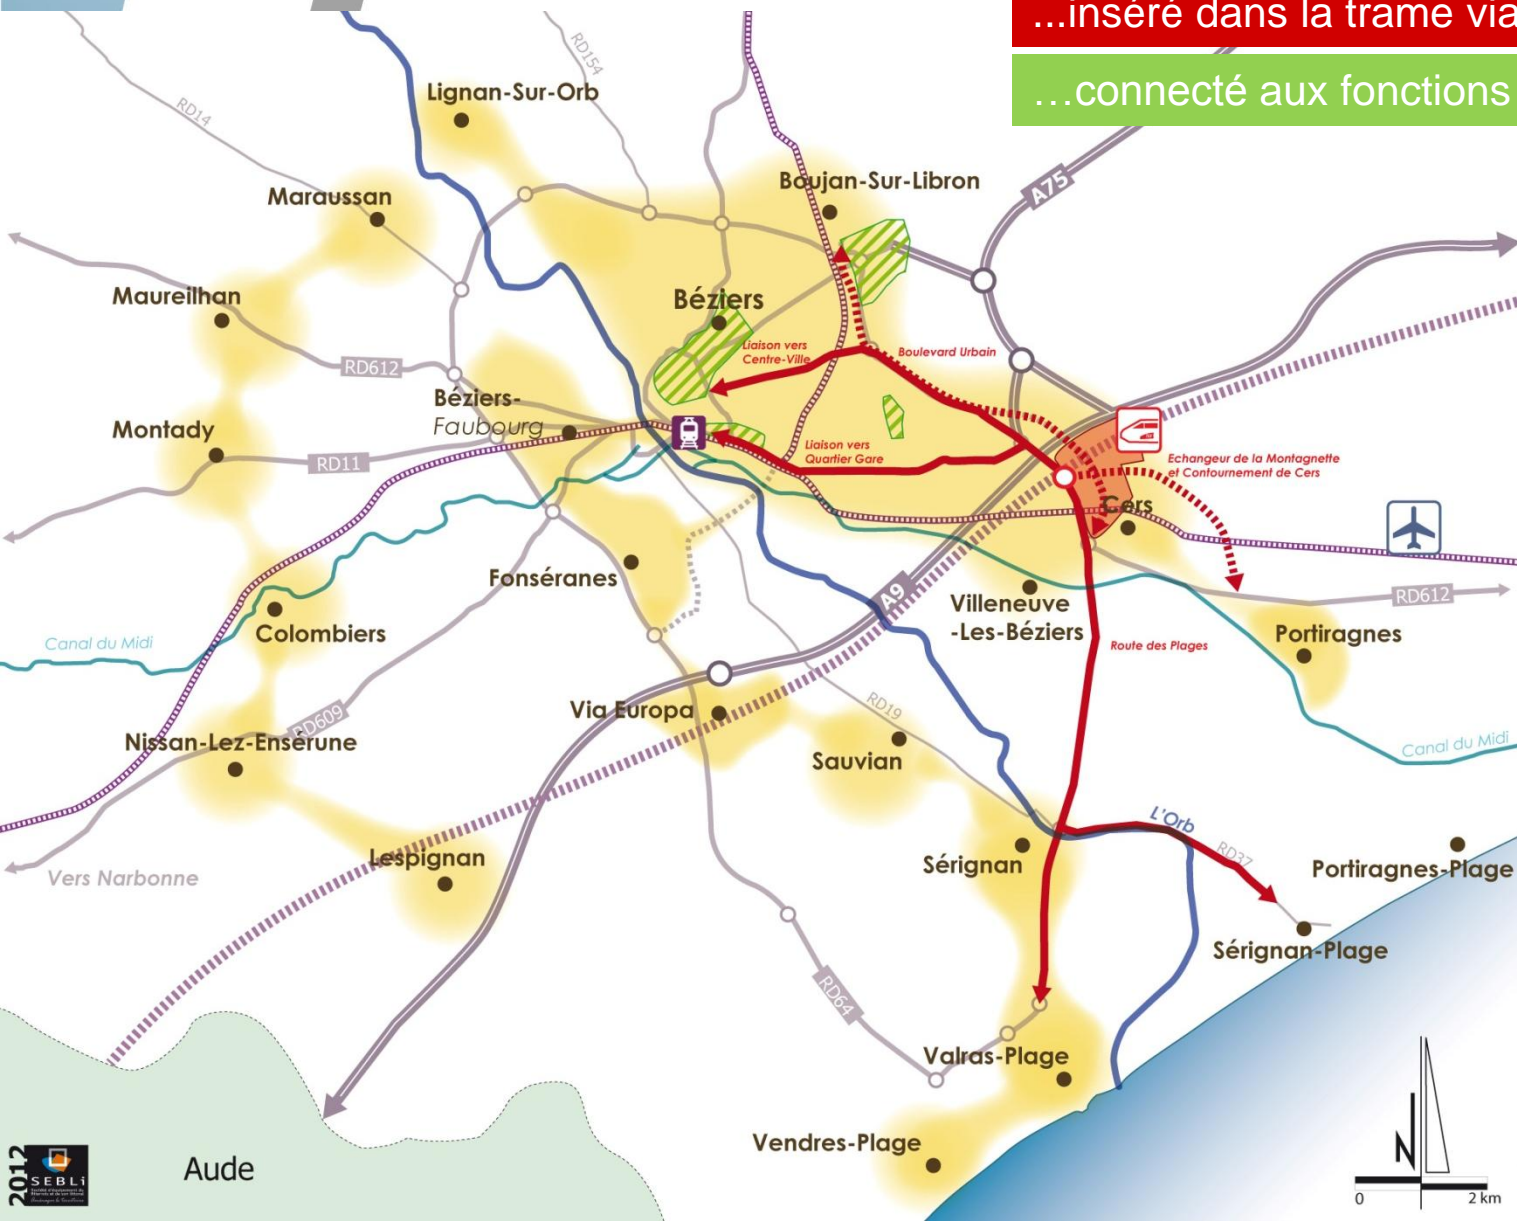 ...inséré dans la trame via
…connecté aux fonctions
RD154
RD14
Lignan-Sur-Orb
A75
Maraussan
Boujan-Sur-Libron
Maureilhan
Béziers
RD612
Liaison vers
Centre-Ville
Boulevard Urbain
Béziers-
Faubourg
Montady
RD11
Liaison vers
Quartier Gare
Echangeur de la Montagnette
et Contournement de Cers
Cers
Fonséranes
A9
Villeneuve
-Les-Béziers
RD612
Colombiers
Canal du Midi
Portiragnes
Route des Plages
Via Europa
RD19
RD609
Nissan-Lez-Ensérune
Sauvian
Canal du Midi
L'Orb
Lespignan
Vers Narbonne
Sérignan
RD37
Portiragnes-Plage
Sérignan-Plage
RD64
Valras-Plage
Vendres-Plage
N
0
2 km
2012
SEBLi
Aude